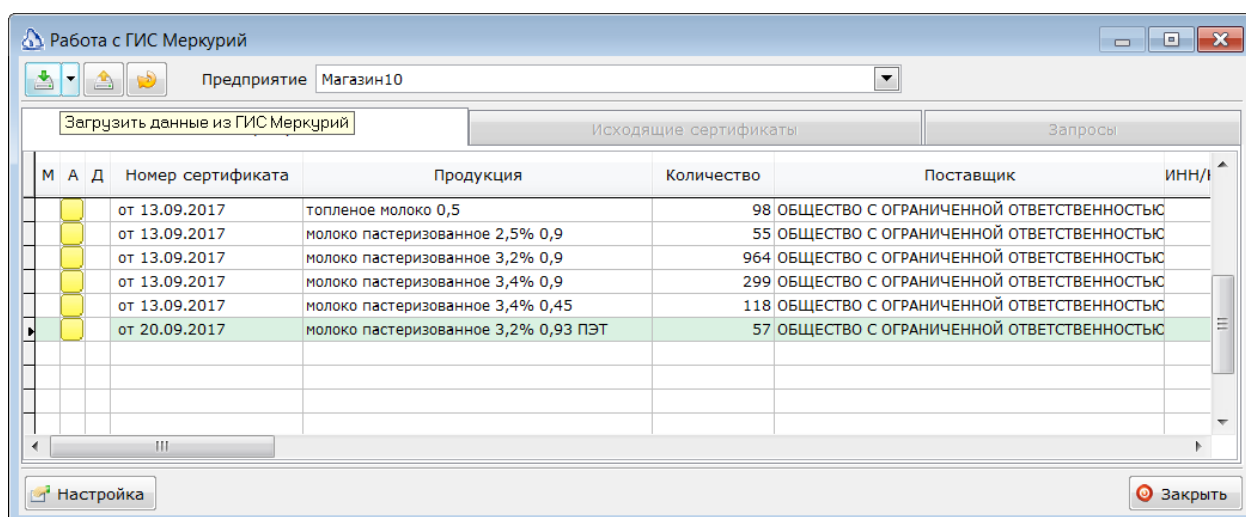 Работа с ГИС Меркурий
Предприятие Магазин10
Загрузить данные из ГИС Меркурий
Исходящие сертификаты Запросы
М А Д Номер сертификата Продукция Количество Поставщик ИНН/
от 13.09.2017 топленое молоко 0,5 98 ОБЩЕСТВО С ОГРАНИЧЕННОЙ ОТВЕТСТВЕННОСТЬЮ
от 13.09.2017 молоко пастеризованное 2,5% 0,9 55 ОБЩЕСТВО С ОГРАНИЧЕННОЙ ОТВЕТСТВЕННОСТЬЮ
от 13.09.2017 молоко пастеризованное 3,2% 0,9 964 ОБЩЕСТВО С ОГРАНИЧЕННОЙ ОТВЕТСТВЕННОСТЬЮ
от 13.09.2017 молоко пастеризованное 3,4% 0,9 299 ОБЩЕСТВО С ОГРАНИЧЕННОЙ ОТВЕТСТВЕННОСТЬЮ
от 13.09.2017 молоко пастеризованное 3,4% 0,45 118 ОБЩЕСТВО С ОГРАНИЧЕННОЙ ОТВЕТСТВЕННОСТЬЮ
от 20.09.2017 молоко пастеризованное 3,2% 0,93 ПЭТ 57 ОБЩЕСТВО С ОГРАНИЧЕННОЙ ОТВЕТСТВЕННОСТЬЮ
Настройка Закрыть